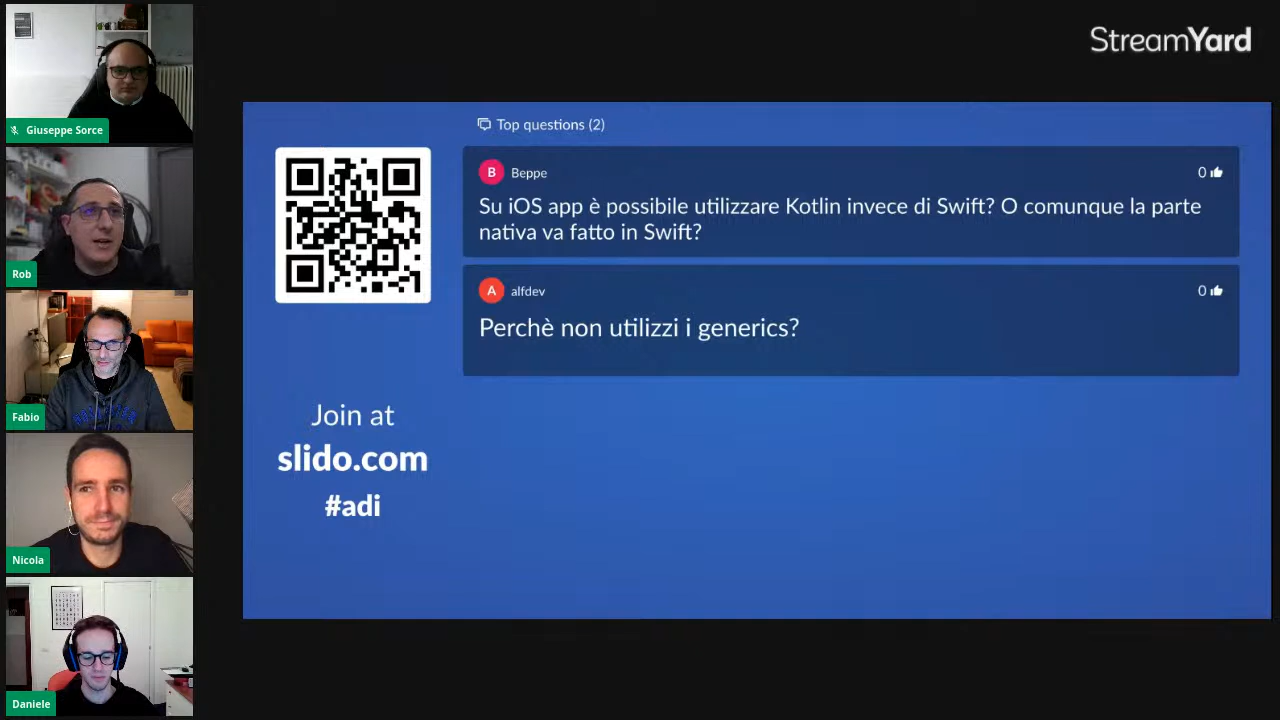 StreamYard
Giuseppe Sorce
Rob
Fabio
Nicola
Daniele
Top questions (2)
B Beppe 0
Su iOS app è possibile utilizzare Kotlin invece di Swift? O comunque la parte
nativa va fatto in Swift?
A alfdev 0
Perchè non utilizzi i generics?
Join at
slido.com
#adi